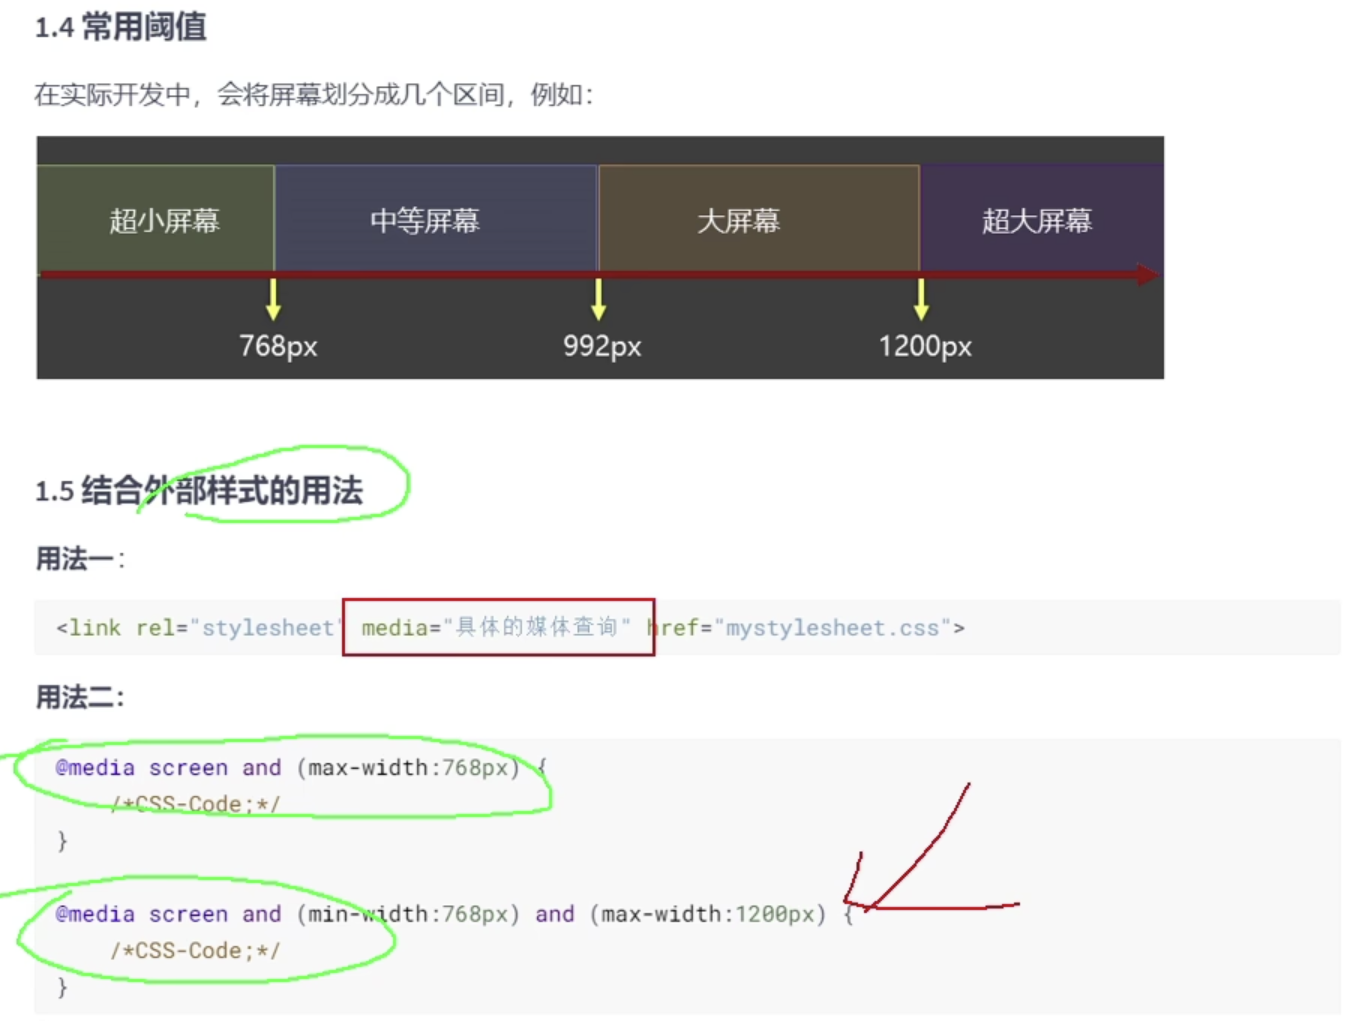 1.4 常用阈值
在实际开发中，会将屏幕划分成几个区间，例如：
超小屏幕 中等屏幕 大屏幕 超大屏幕
768px 992px 1200px
1.5 结合外部样式的用法
用法一：
<link rel="stylesheet" media="具体的媒体查询" href="mystylesheet.css">
用法二：
@media screen and (max-width:768px) {
/*CSS-Code;*/
}
@media screen and (min-width:768px) and (max-width:1200px) {
/*CSS-Code;*/
}